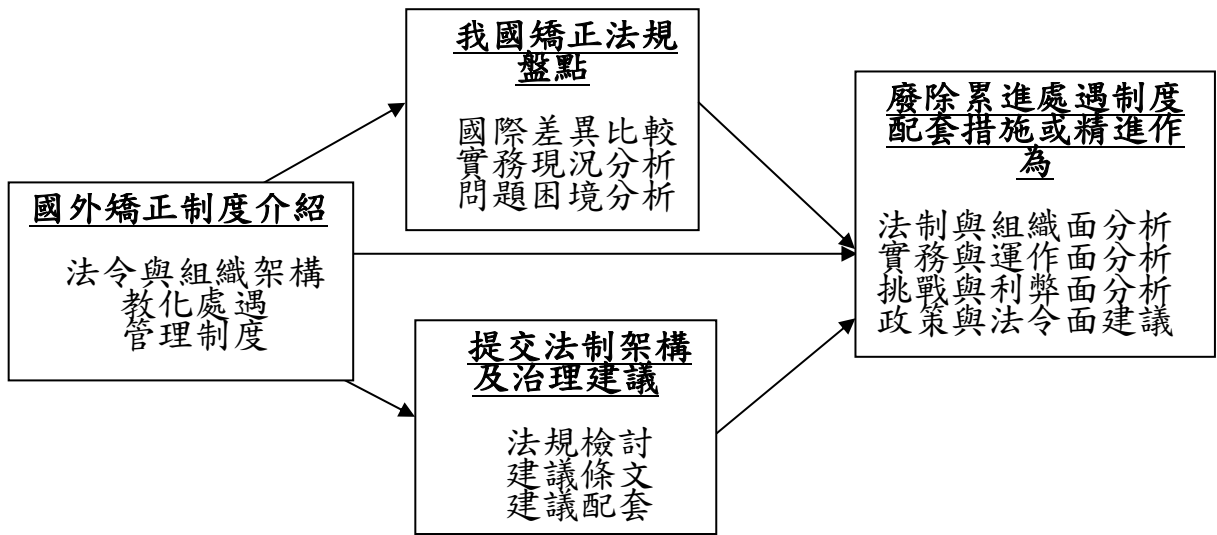 國外矯正制度介紹
法令與組織架構
教化處遇
管理制度
我國矯正法規
盤點
國際差異比較
實務現況分析
問題困境分析
提交法制架構
及治理建議
法規檢討
建議條文
建議配套
廢除累進處遇制度
配套措施或精進作
為
法制與組織面分析
實務與運作面分析
挑戰與利弊面分析
政策與法令面建議